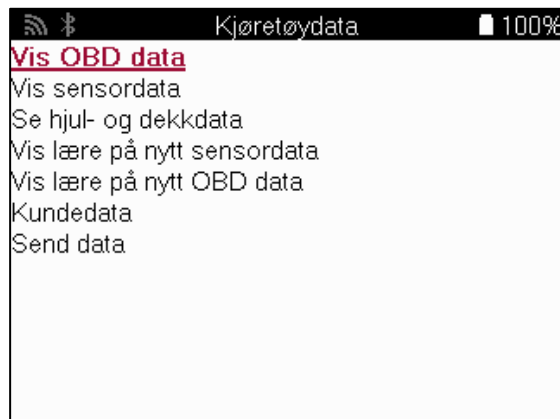 Kjøretøydata 100%
Vis OBD data
Vis sensordata
Se hjul- og dekkdata
Vis lære på nytt sensordata
Vis lære på nytt OBD data
Kundedata
Send data